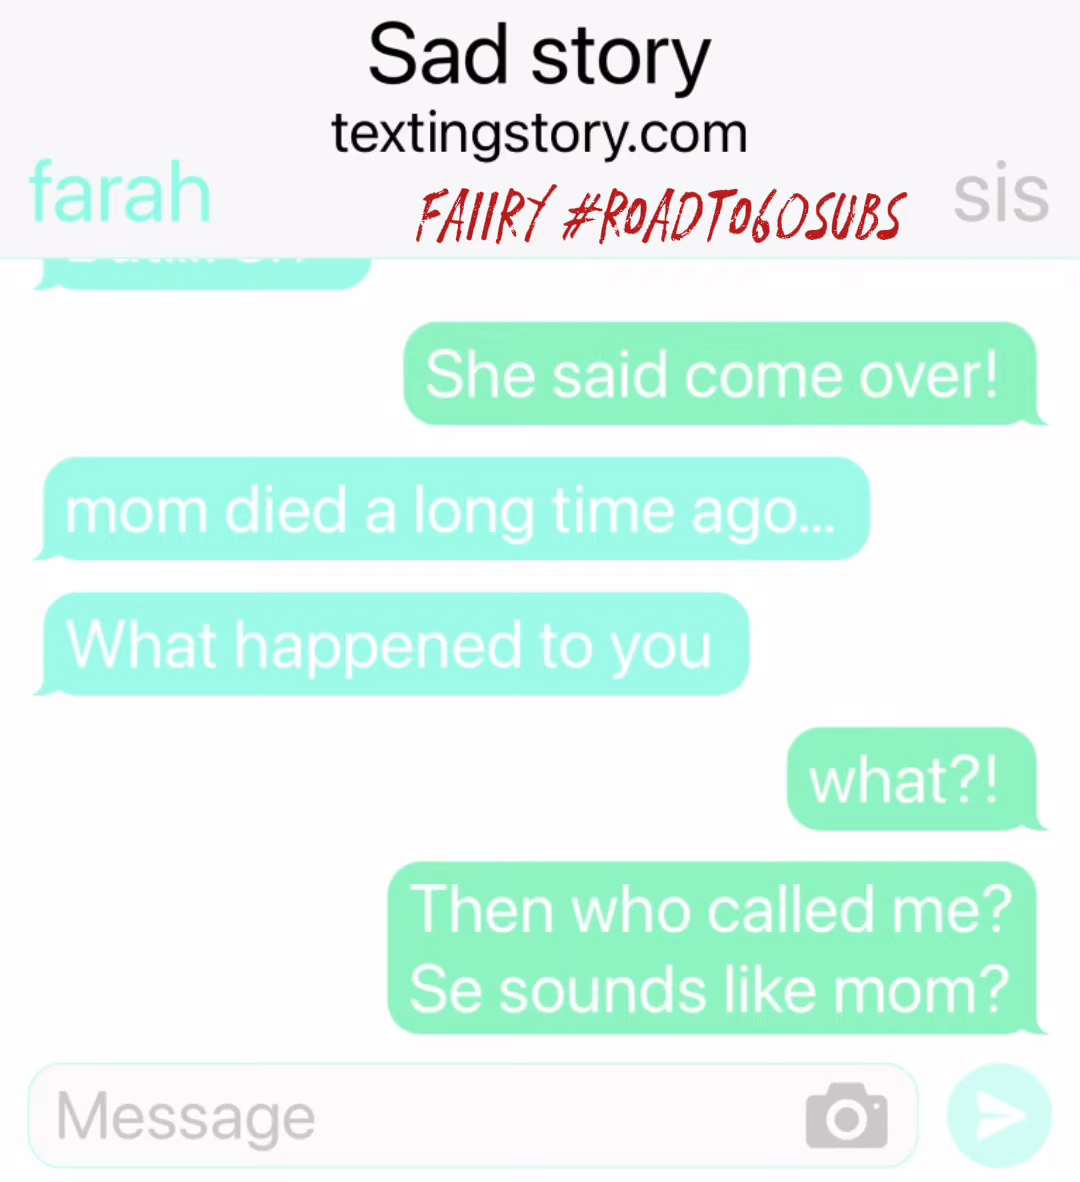 Sad story
textingstory.com
farah
FAIIRY #ROADTO60SUBS
sis
She said come over!
mom died a long time ago...
What happened to you
what?!
Then who called me?
Se sounds like mom?
Message